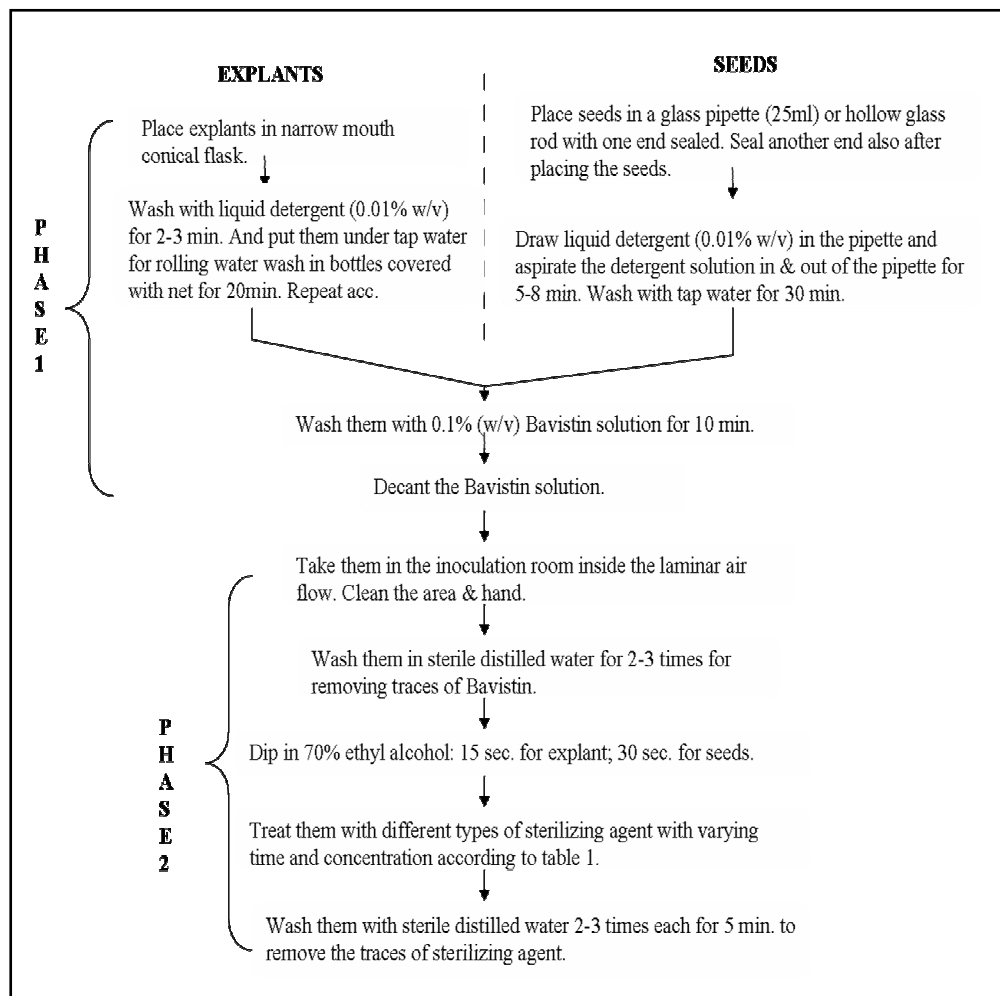 EXPLANTS
Place explants in narrow mouth
conical flask.
Wash with liquid detergent (0.01% w/v)
for 2-3 min. And put them under tap water
for rolling water wash in bottles covered
with net for 20min. Repeat acc.
SEEDS
Place seeds in a glass pipette (25ml) or hollow glass
rod with one end sealed. Seal another end also after
placing the seeds.
Draw liquid detergent (0.01% w/v) in the pipette and
aspirate the detergent solution in & out of the pipette for
5-8 min. Wash with tap water for 30 min.
P
H
A
S
E
1
Wash them with 0.1% (w/v) Bavistin solution for 10 min.
Decant the Bavistin solution.
Take them in the inoculation room inside the laminar air
flow. Clean the area & hand.
Wash them in sterile distilled water for 2-3 times for
removing traces of Bavistin.
P
H
A
S
E
2
Dip in 70% ethyl alcohol: 15 sec. for explant; 30 sec. for seeds.
Treat them with different types of sterilizing agent with varying
time and concentration according to table 1.
Wash them with sterile distilled water 2-3 times each for 5 min. to
remove the traces of sterilizing agent.